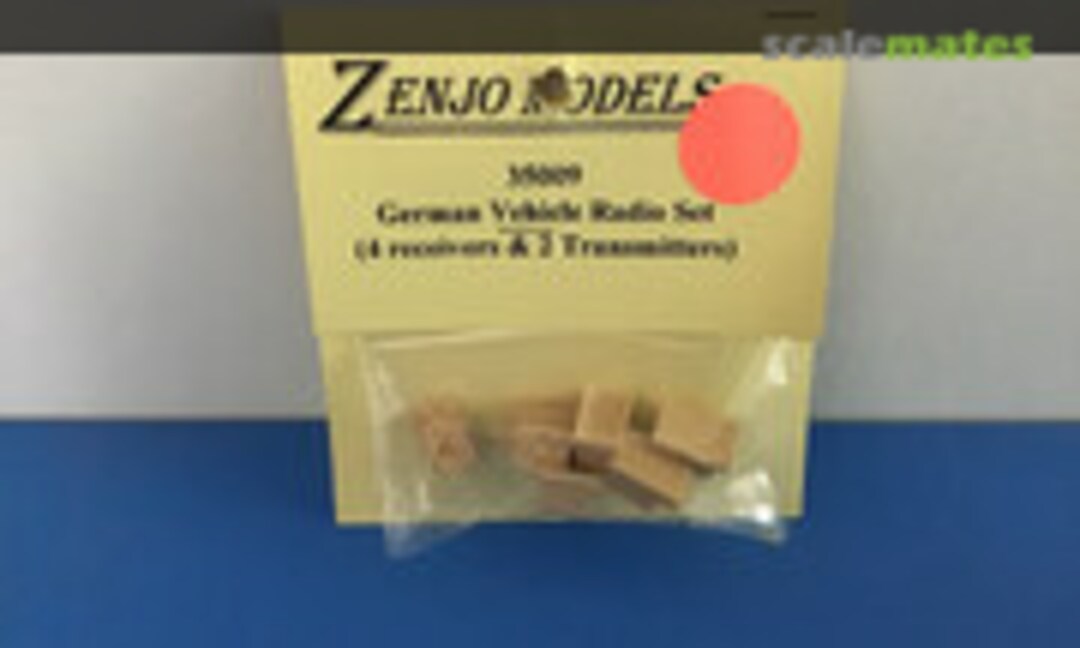 scalemates
ZENJO MODELS
35009
German Vehicle Radio Set
(4 receivers & 2 Transmitters)